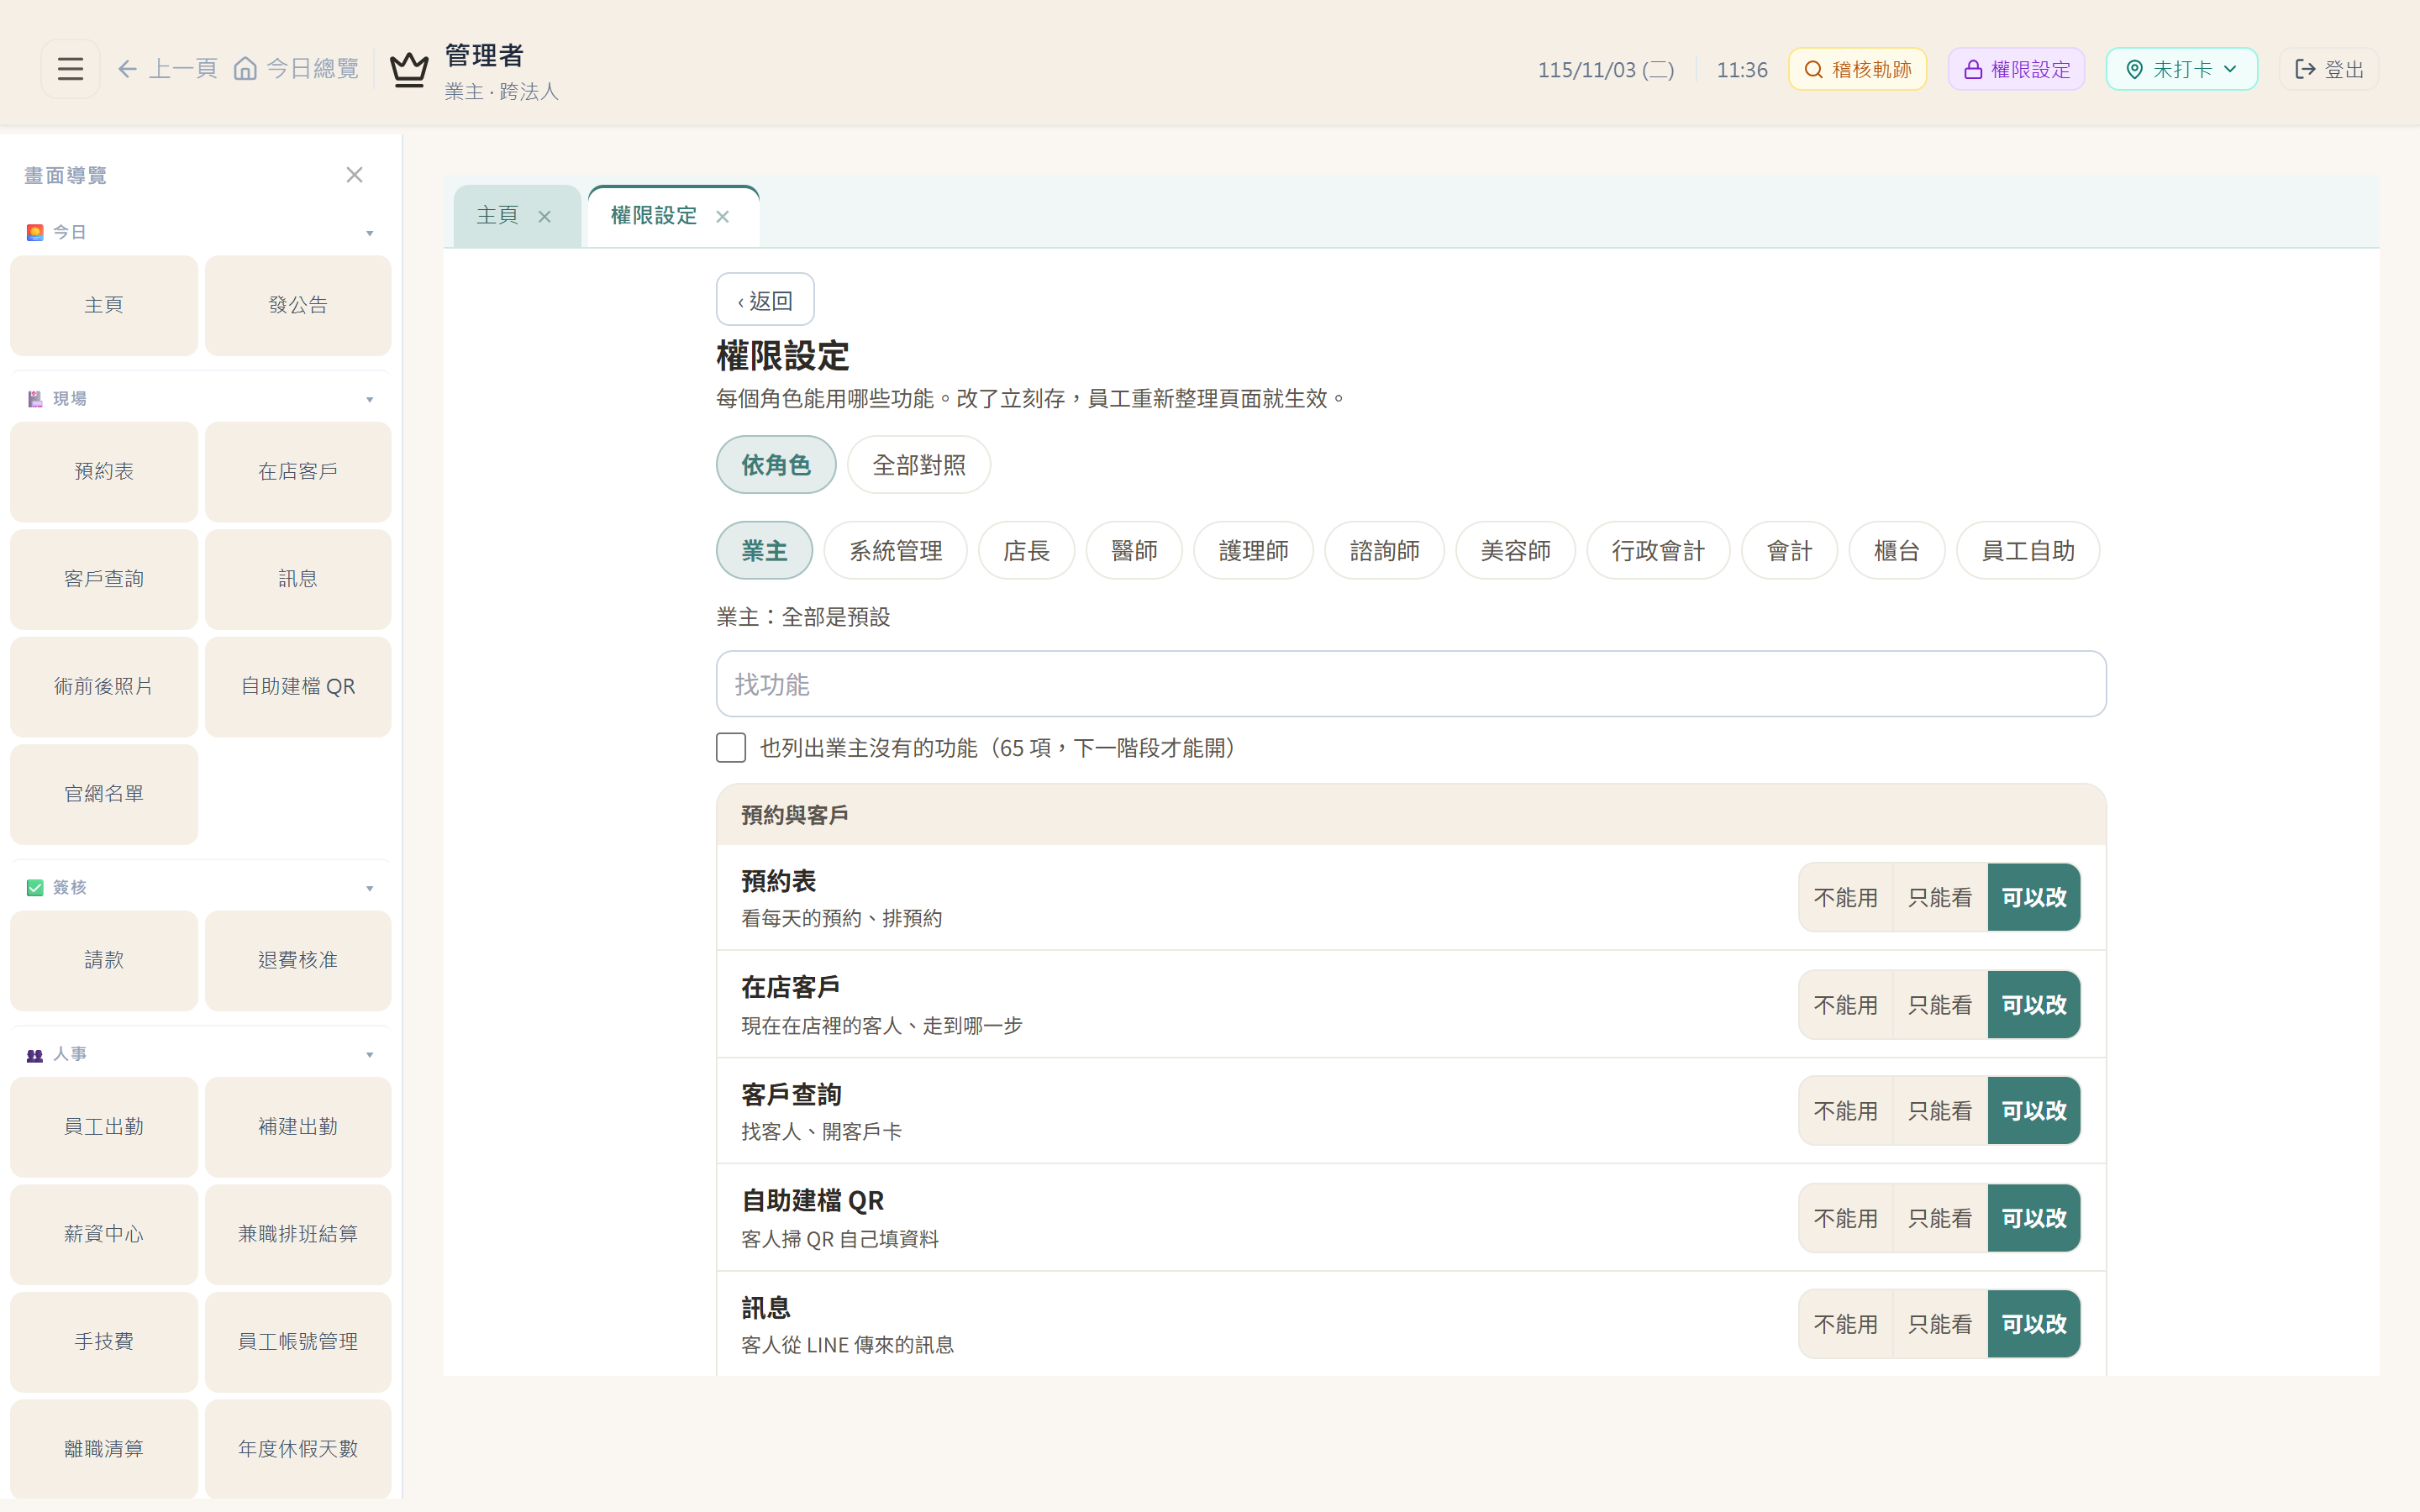 上一頁 今日總覽
管理者
業主 · 跨法人
115/11/03 (二) 11:36 稽核軌跡 權限設定 未打卡 登出
畫面導覽
今日
主頁 發公告
現場
預約表 在店客戶
客戶查詢 訊息
術前後照片 自助建檔 QR
官網名單
簽核
請款 退費核准
人事
員工出勤 補建出勤
薪資中心 兼職排班結算
手技費 員工帳號管理
離職清算 年度休假天數
主頁 權限設定
‹ 返回
權限設定
每個角色能用哪些功能。改了立刻存，員工重新整理頁面就生效。
依角色 全部對照
業主 系統管理 店長 醫師 護理師 諮詢師 美容師 行政會計 會計 櫃台 員工自助
業主：全部是預設
找功能
也列出業主沒有的功能（65 項，下一階段才能開）
預約與客戶
預約表
看每天的預約、排預約
不能用 只能看 可以改
在店客戶
現在在店裡的客人、走到哪一步
不能用 只能看 可以改
客戶查詢
找客人、開客戶卡
不能用 只能看 可以改
自助建檔 QR
客人掃 QR 自己填資料
不能用 只能看 可以改
訊息
客人從 LINE 傳來的訊息
不能用 只能看 可以改